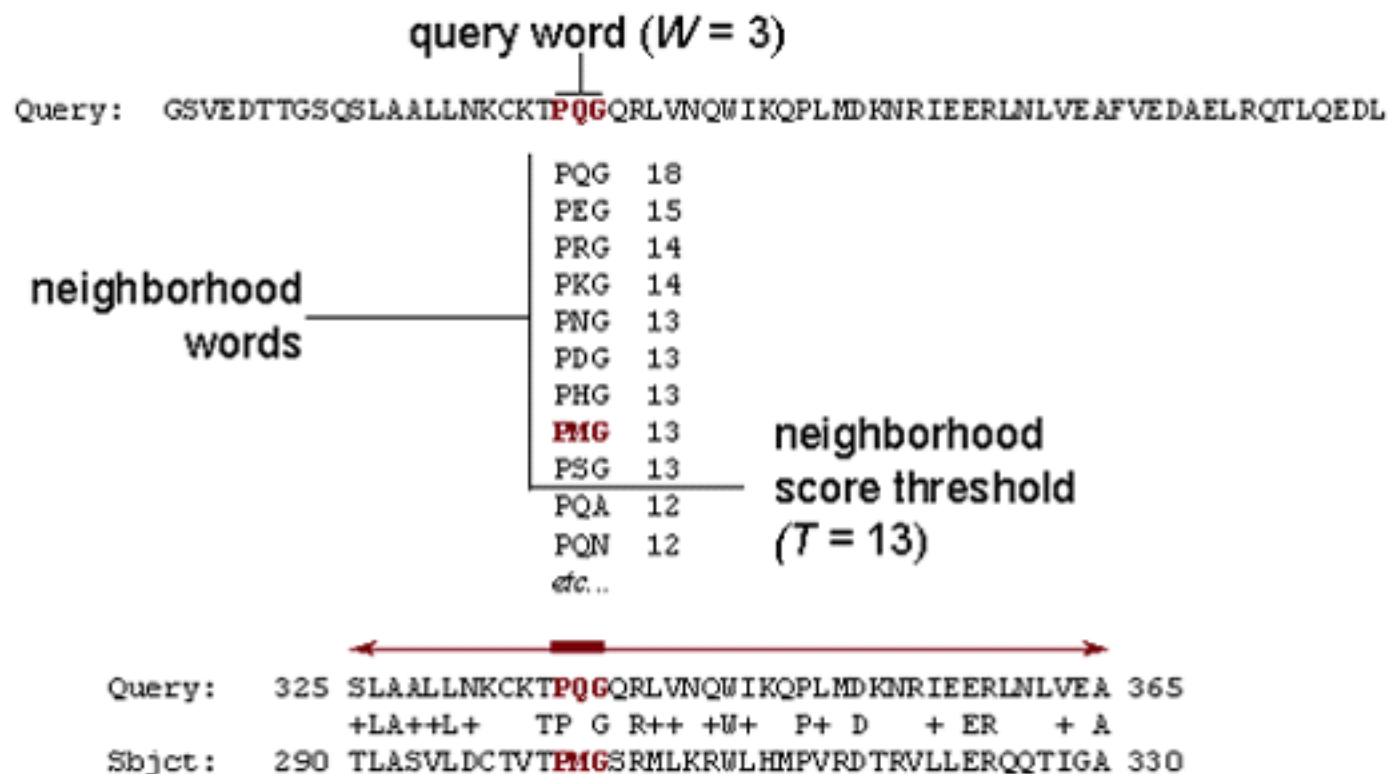 query word (W = 3)
Query: GSVEDTTGSQSLAALLNKCKTPQGQRLVNQWIKQPLMDKNRIEERLNLVEAFVEDAELRQTLQEDL
PQG 18
PEG 15
PRG 14
PKG 14
PNG 13
PDG 13
PHG 13
PMG 13
PSG 13
PQA 12
PQN 12
etc...
neighborhood
words
neighborhood
score threshold
(T = 13)
Query: 325 SLAALLNKCKTPQGQRLVNQWIKQPLMDKNRIEERLNLVEA 365
+LA++L+ TP G R++ +W+ P+ D + ER + A
Sbjct: 290 TLASVLDCTVTPMGSRMLKRWLHMPVRDTRVLLERQQTIGA 330